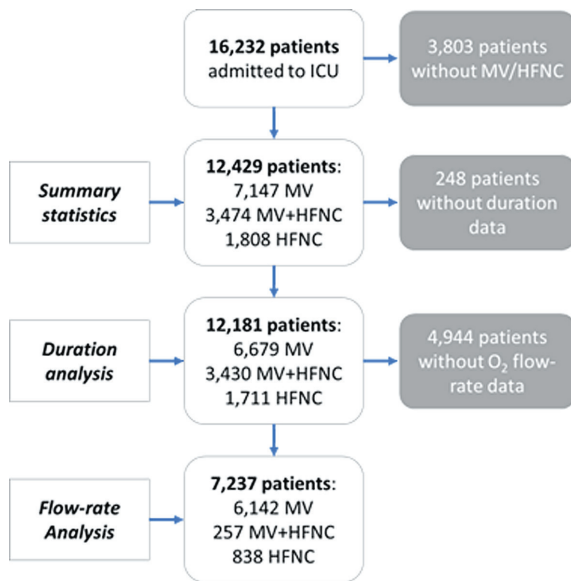 16,232 patients
admitted to ICU
3,803 patients
without MV/HFNC
Summary
statistics
12,429 patients:
7,147 MV
3,474 MV+HFNC
1,808 HFNC
248 patients
without duration
data
Duration
analysis
12,181 patients:
6,679 MV
3,430 MV+HFNC
1,711 HFNC
4,944 patients
without O₂ flow-
rate data
Flow-rate
Analysis
7,237 patients:
6,142 MV
257 MV+HFNC
838 HFNC